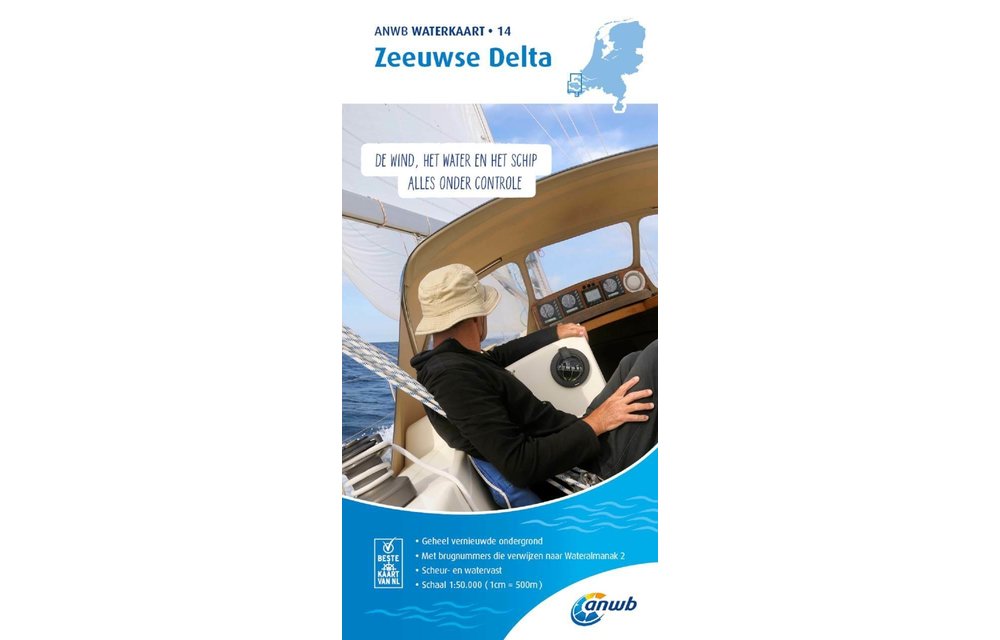 ANWB WATERKAART • 14
Zeeuwse Delta
DE WIND, HET WATER EN HET SCHIP
ALLES ONDER CONTROLE
• Geheel vernieuwde ondergrond
• Met brugnummers die verwijzen naar Wateralmanak 2
• Scheur- en watervast
• Schaal 1:50.000 ( 1cm = 500m )
BESTE
KAART
VAN NL
anwb